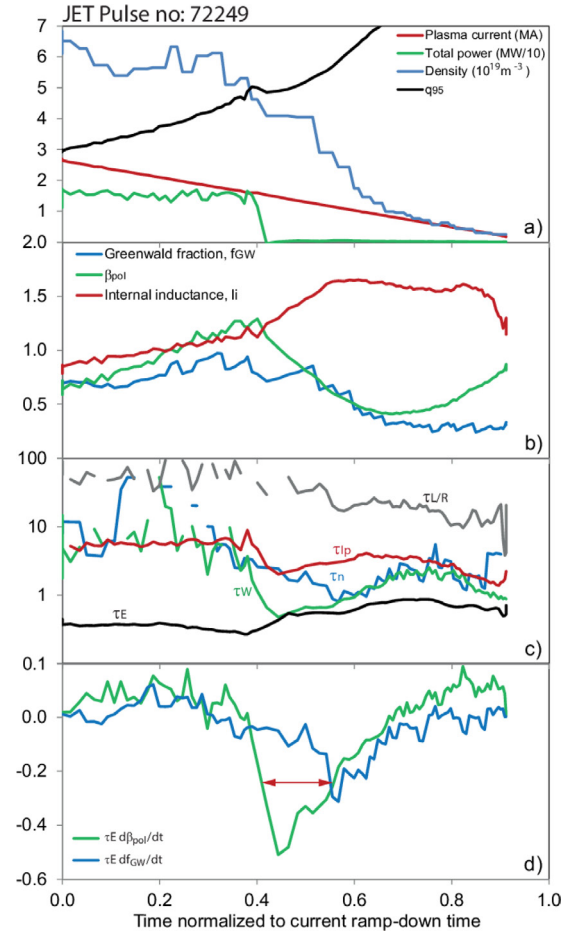 JET Pulse no: 72249
7
6
5
4
3
2
1
2.0
Plasma current (MA)
Total power (MW/10)
Density (10¹⁹m⁻³)
q95
a)
Greenwald fraction, fGW
βpol
Internal inductance, li
1.5
1.0
0.5
b)
100
10
1
τL/R
τIp
τn
τW
τE
c)
0.1
0.0
-0.2
-0.4
-0.6
τE dβpol/dt
τE dfGW/dt
d)
0.0 0.2 0.4 0.6 0.8 1.0
Time normalized to current ramp-down time